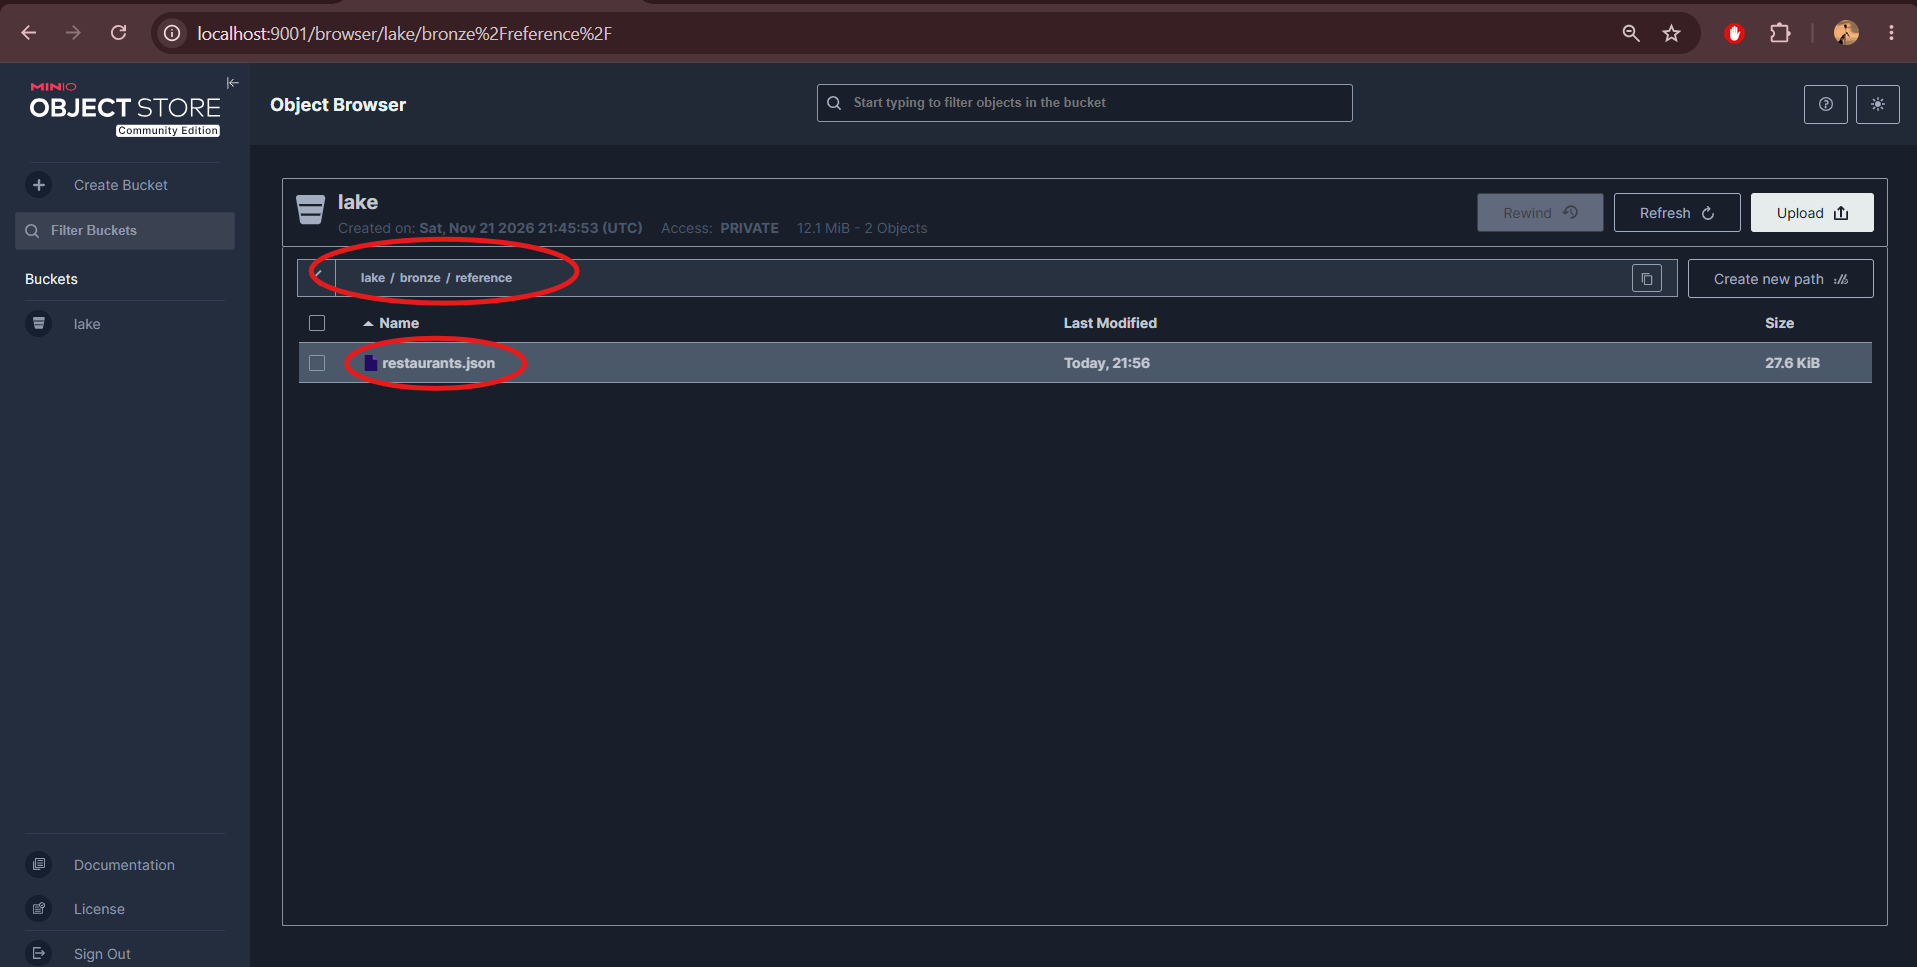 localhost:9001/browser/lake/bronze%2Freference%2F
MINIO
OBJECT STORE
Community Edition
Create Bucket
Filter Buckets
Buckets
lake
Documentation
License
Sign Out
Object Browser
Start typing to filter objects in the bucket
lake
Created on: Sat, Nov 21 2026 21:45:53 (UTC) Access: PRIVATE 12.1 MiB - 2 Objects
Rewind
Refresh
Upload
lake / bronze / reference
Create new path
Name Last Modified Size
restaurants.json Today, 21:56 27.6 KiB